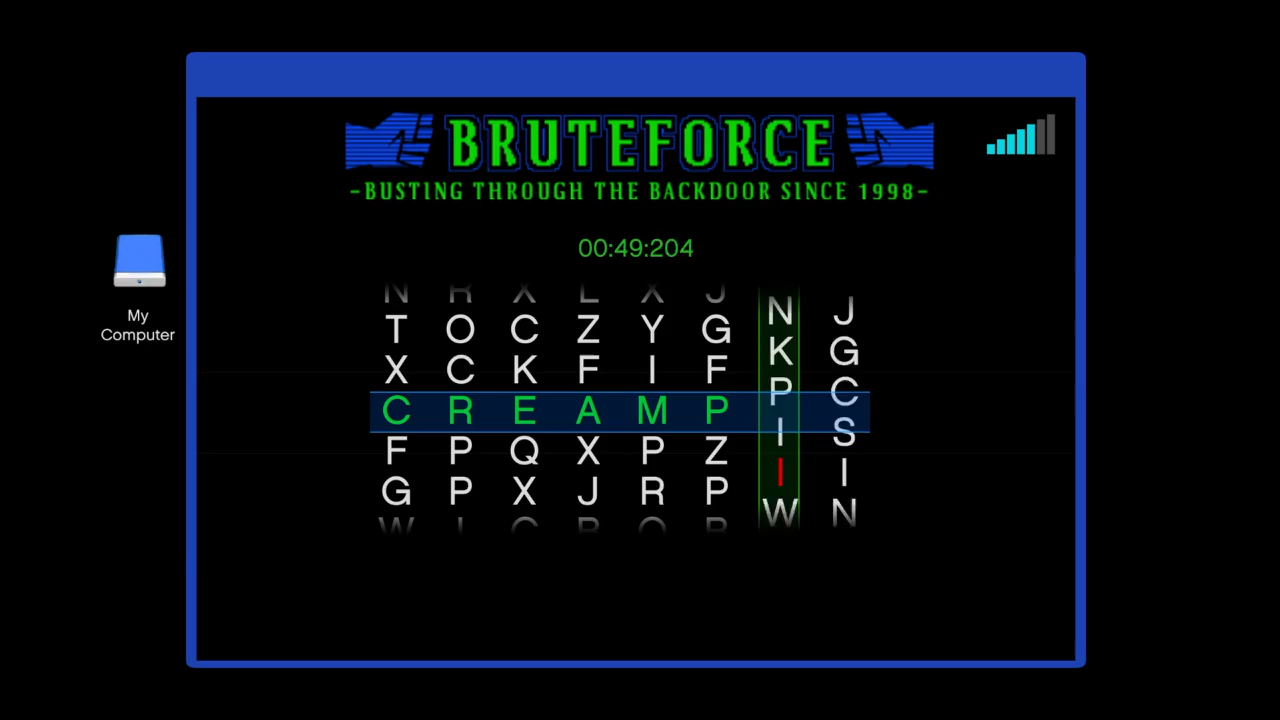 BRUTEFORCE
-BUSTING THROUGH THE BACKDOOR SINCE 1998-
00:49:204
My
Computer
N R X L X J N J
T O C Z Y G K G
X C K F I F P C
C R E A M P I S
F P Q X P Z I I
G P X J R P W N